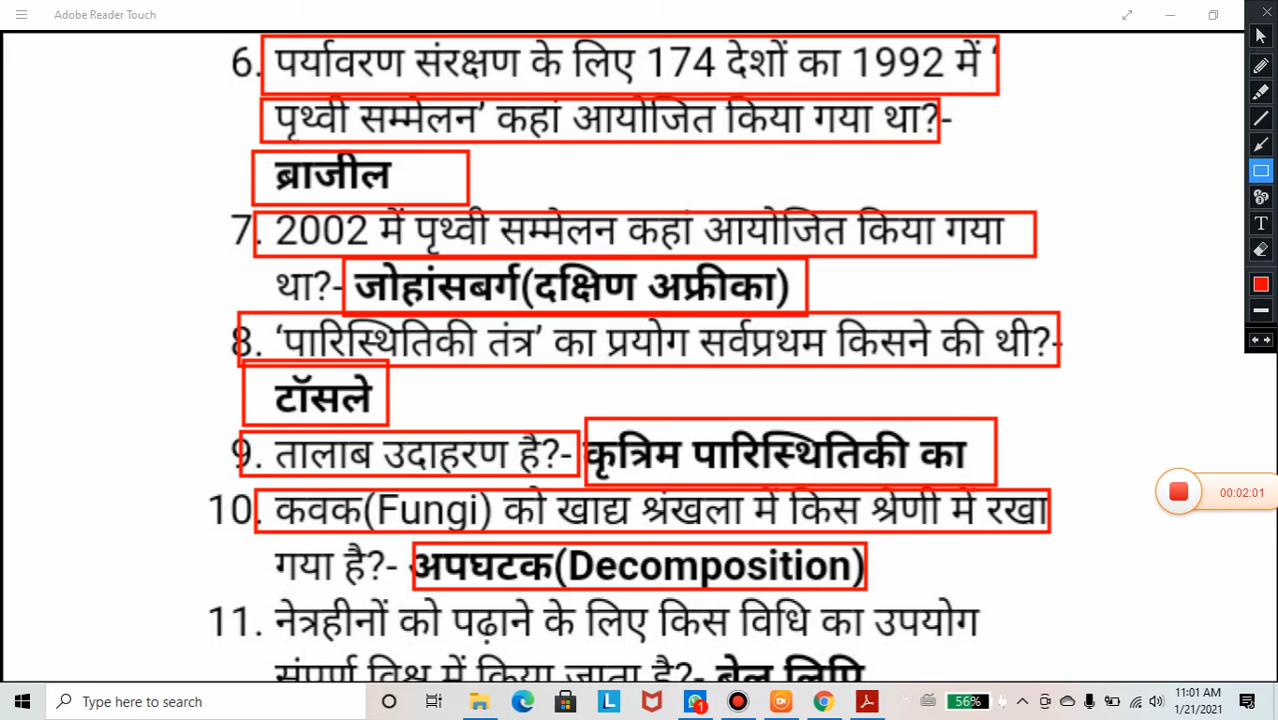 Adobe Reader Touch
6. पर्यावरण संरक्षण के लिए 174 देशों का 1992 में ‘
पृथ्वी सम्मेलन’ कहां आयोजित किया गया था?-
ब्राजील
7. 2002 में पृथ्वी सम्मेलन कहां आयोजित किया गया
था?- जोहांसबर्ग(दक्षिण अफ्रीका)
8. ‘पारिस्थितिकी तंत्र’ का प्रयोग सर्वप्रथम किसने की थी?-
टॉसले
9. तालाब उदाहरण है?- कृत्रिम पारिस्थितिकी का
00:02:01
10. कवक(Fungi) को खाद्य श्रंखला में किस श्रेणी में रखा
गया है?- अपघटक(Decomposition)
11. नेत्रहीनों को पढ़ाने के लिए किस विधि का उपयोग
संपूर्ण विश्व में किया जाता है?- ब्रेल लिपि
Type here to search
1
56%
11:01 AM
1/21/2021